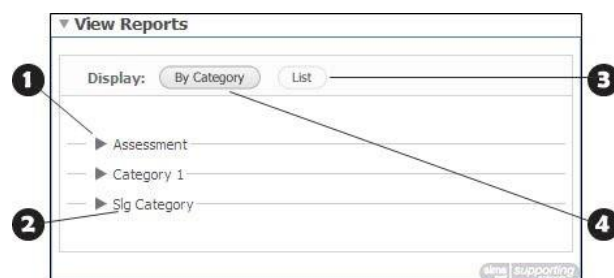 View Reports
1
Display: By Category List
3
Assessment
Category 1
2
Slg Category
4
sims supporting